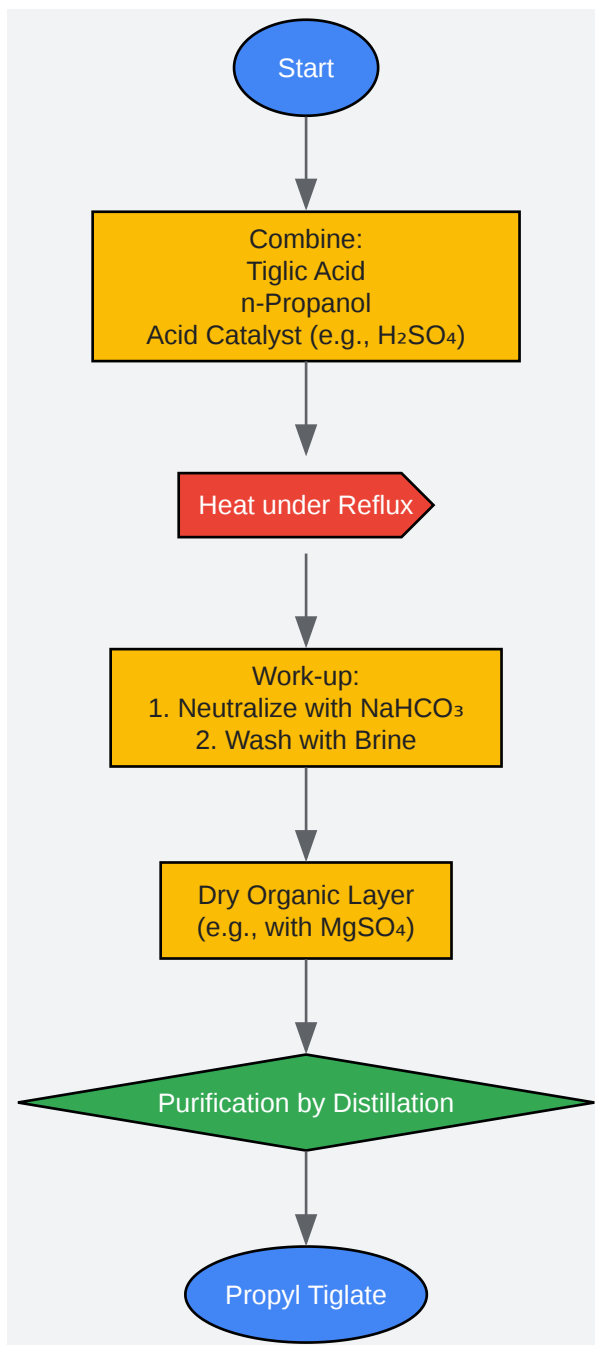 Start
Combine:
Tiglic Acid
n-Propanol
Acid Catalyst (e.g., H₂SO₄)
Heat under Reflux
Work-up:
1. Neutralize with NaHCO₃
2. Wash with Brine
Dry Organic Layer
(e.g., with MgSO₄)
Purification by Distillation
Propyl Tiglate